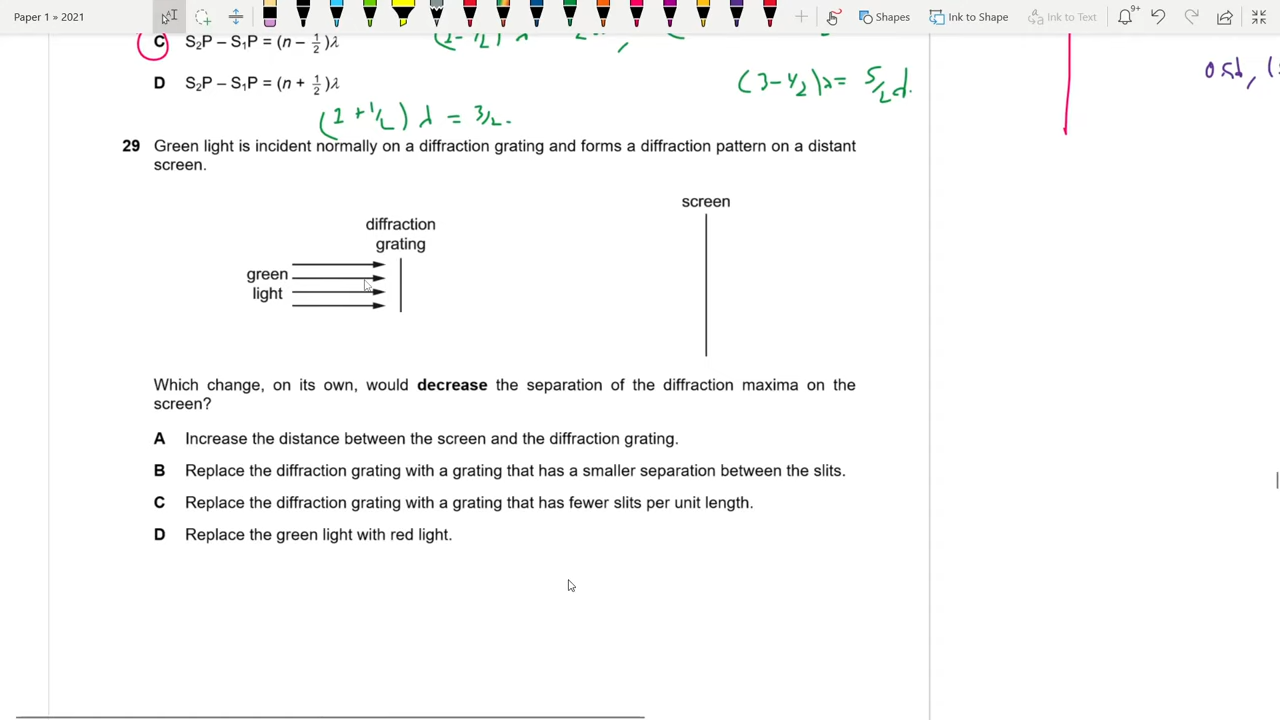 Paper 1 » 2021
Shapes
Ink to Shape
Ink to Text
9+
C S₂P – S₁P = (n – 1/2)λ
D S₂P – S₁P = (n + 1/2)λ
(3 – 1/2)λ = 5/2 λ.
29 Green light is incident normally on a diffraction grating and forms a diffraction pattern on a distant
screen.
screen
diffraction
grating
green
light
Which change, on its own, would decrease the separation of the diffraction maxima on the
screen?
A Increase the distance between the screen and the diffraction grating.
B Replace the diffraction grating with a grating that has a smaller separation between the slits.
C Replace the diffraction grating with a grating that has fewer slits per unit length.
D Replace the green light with red light.